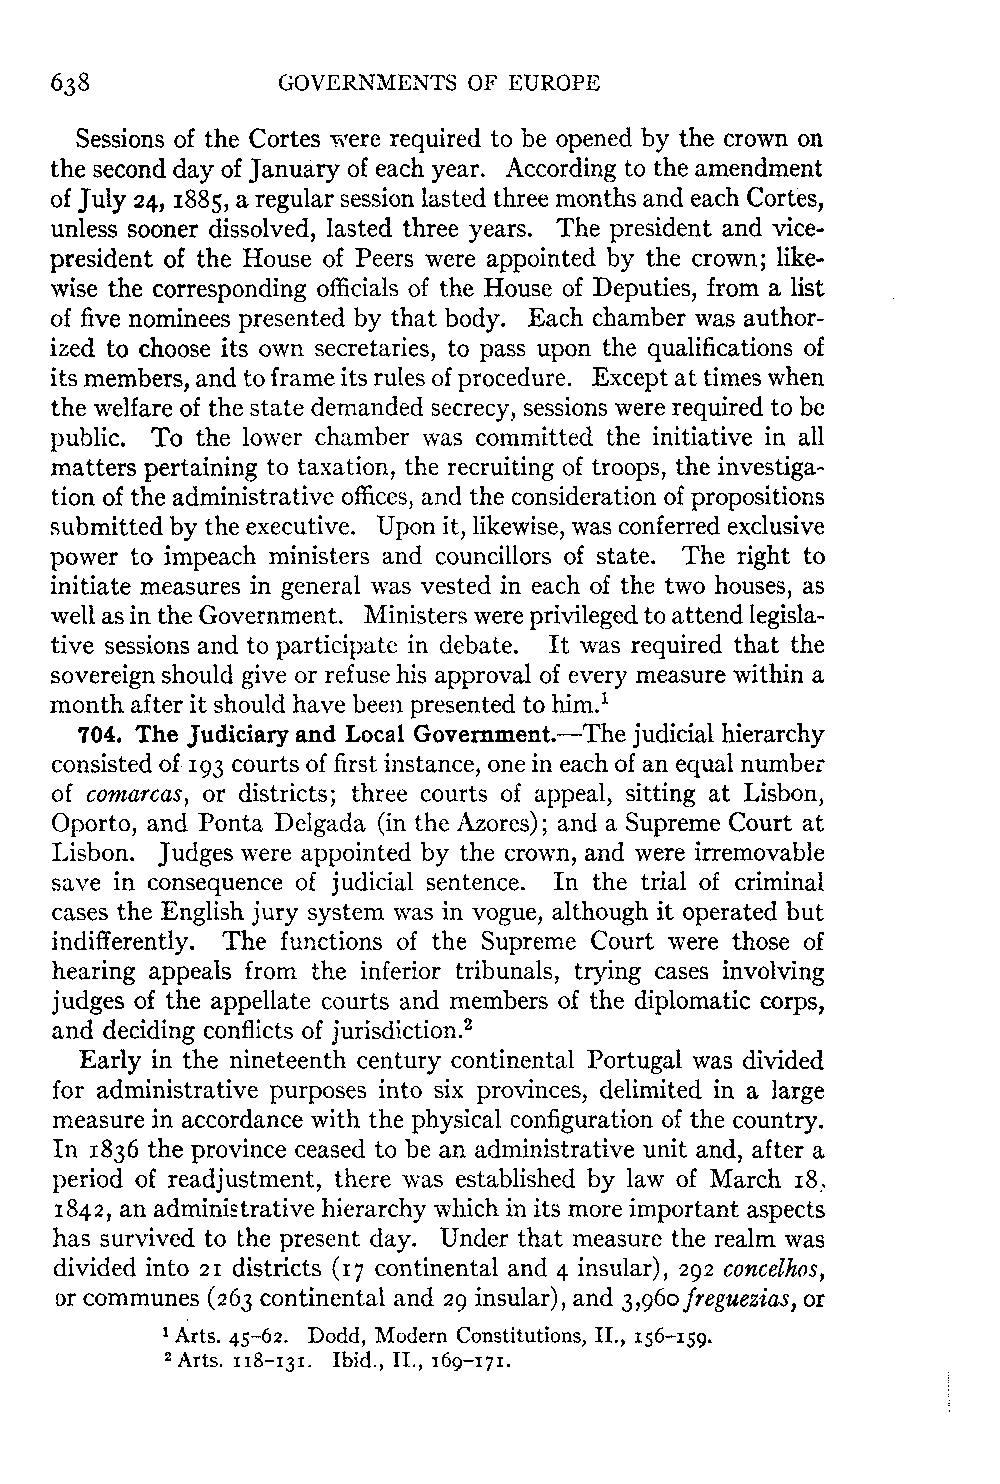 638 GOVERNMENTS OF EUROPE
Sessions of the Cortes were required to be opened by the crown on
the second day of January of each year. According to the amendment
of July 24, 1885, a regular session lasted three months and each Cortes,
unless sooner dissolved, lasted three years. The president and vice-
president of the House of Peers were appointed by the crown; like-
wise the corresponding officials of the House of Deputies, from a list
of five nominees presented by that body. Each chamber was author-
ized to choose its own secretaries, to pass upon the qualifications of
its members, and to frame its rules of procedure. Except at times when
the welfare of the state demanded secrecy, sessions were required to be
public. To the lower chamber was committed the initiative in all
matters pertaining to taxation, the recruiting of troops, the investiga-
tion of the administrative offices, and the consideration of propositions
submitted by the executive. Upon it, likewise, was conferred exclusive
power to impeach ministers and councillors of state. The right to
initiate measures in general was vested in each of the two houses, as
well as in the Government. Ministers were privileged to attend legisla-
tive sessions and to participate in debate. It was required that the
sovereign should give or refuse his approval of every measure within a
month after it should have been presented to him.¹
704. The Judiciary and Local Government.—The judicial hierarchy
consisted of 193 courts of first instance, one in each of an equal number
of comarcas, or districts; three courts of appeal, sitting at Lisbon,
Oporto, and Ponta Delgada (in the Azores); and a Supreme Court at
Lisbon. Judges were appointed by the crown, and were irremovable
save in consequence of judicial sentence. In the trial of criminal
cases the English jury system was in vogue, although it operated but
indifferently. The functions of the Supreme Court were those of
hearing appeals from the inferior tribunals, trying cases involving
judges of the appellate courts and members of the diplomatic corps,
and deciding conflicts of jurisdiction.²
Early in the nineteenth century continental Portugal was divided
for administrative purposes into six provinces, delimited in a large
measure in accordance with the physical configuration of the country.
In 1836 the province ceased to be an administrative unit and, after a
period of readjustment, there was established by law of March 18,
1842, an administrative hierarchy which in its more important aspects
has survived to the present day. Under that measure the realm was
divided into 21 districts (17 continental and 4 insular), 292 concelhos,
or communes (263 continental and 29 insular), and 3,960 freguezias, or
¹ Arts. 45–62. Dodd, Modern Constitutions, II., 156–159.
² Arts. 118–131. Ibid., II., 169–171.